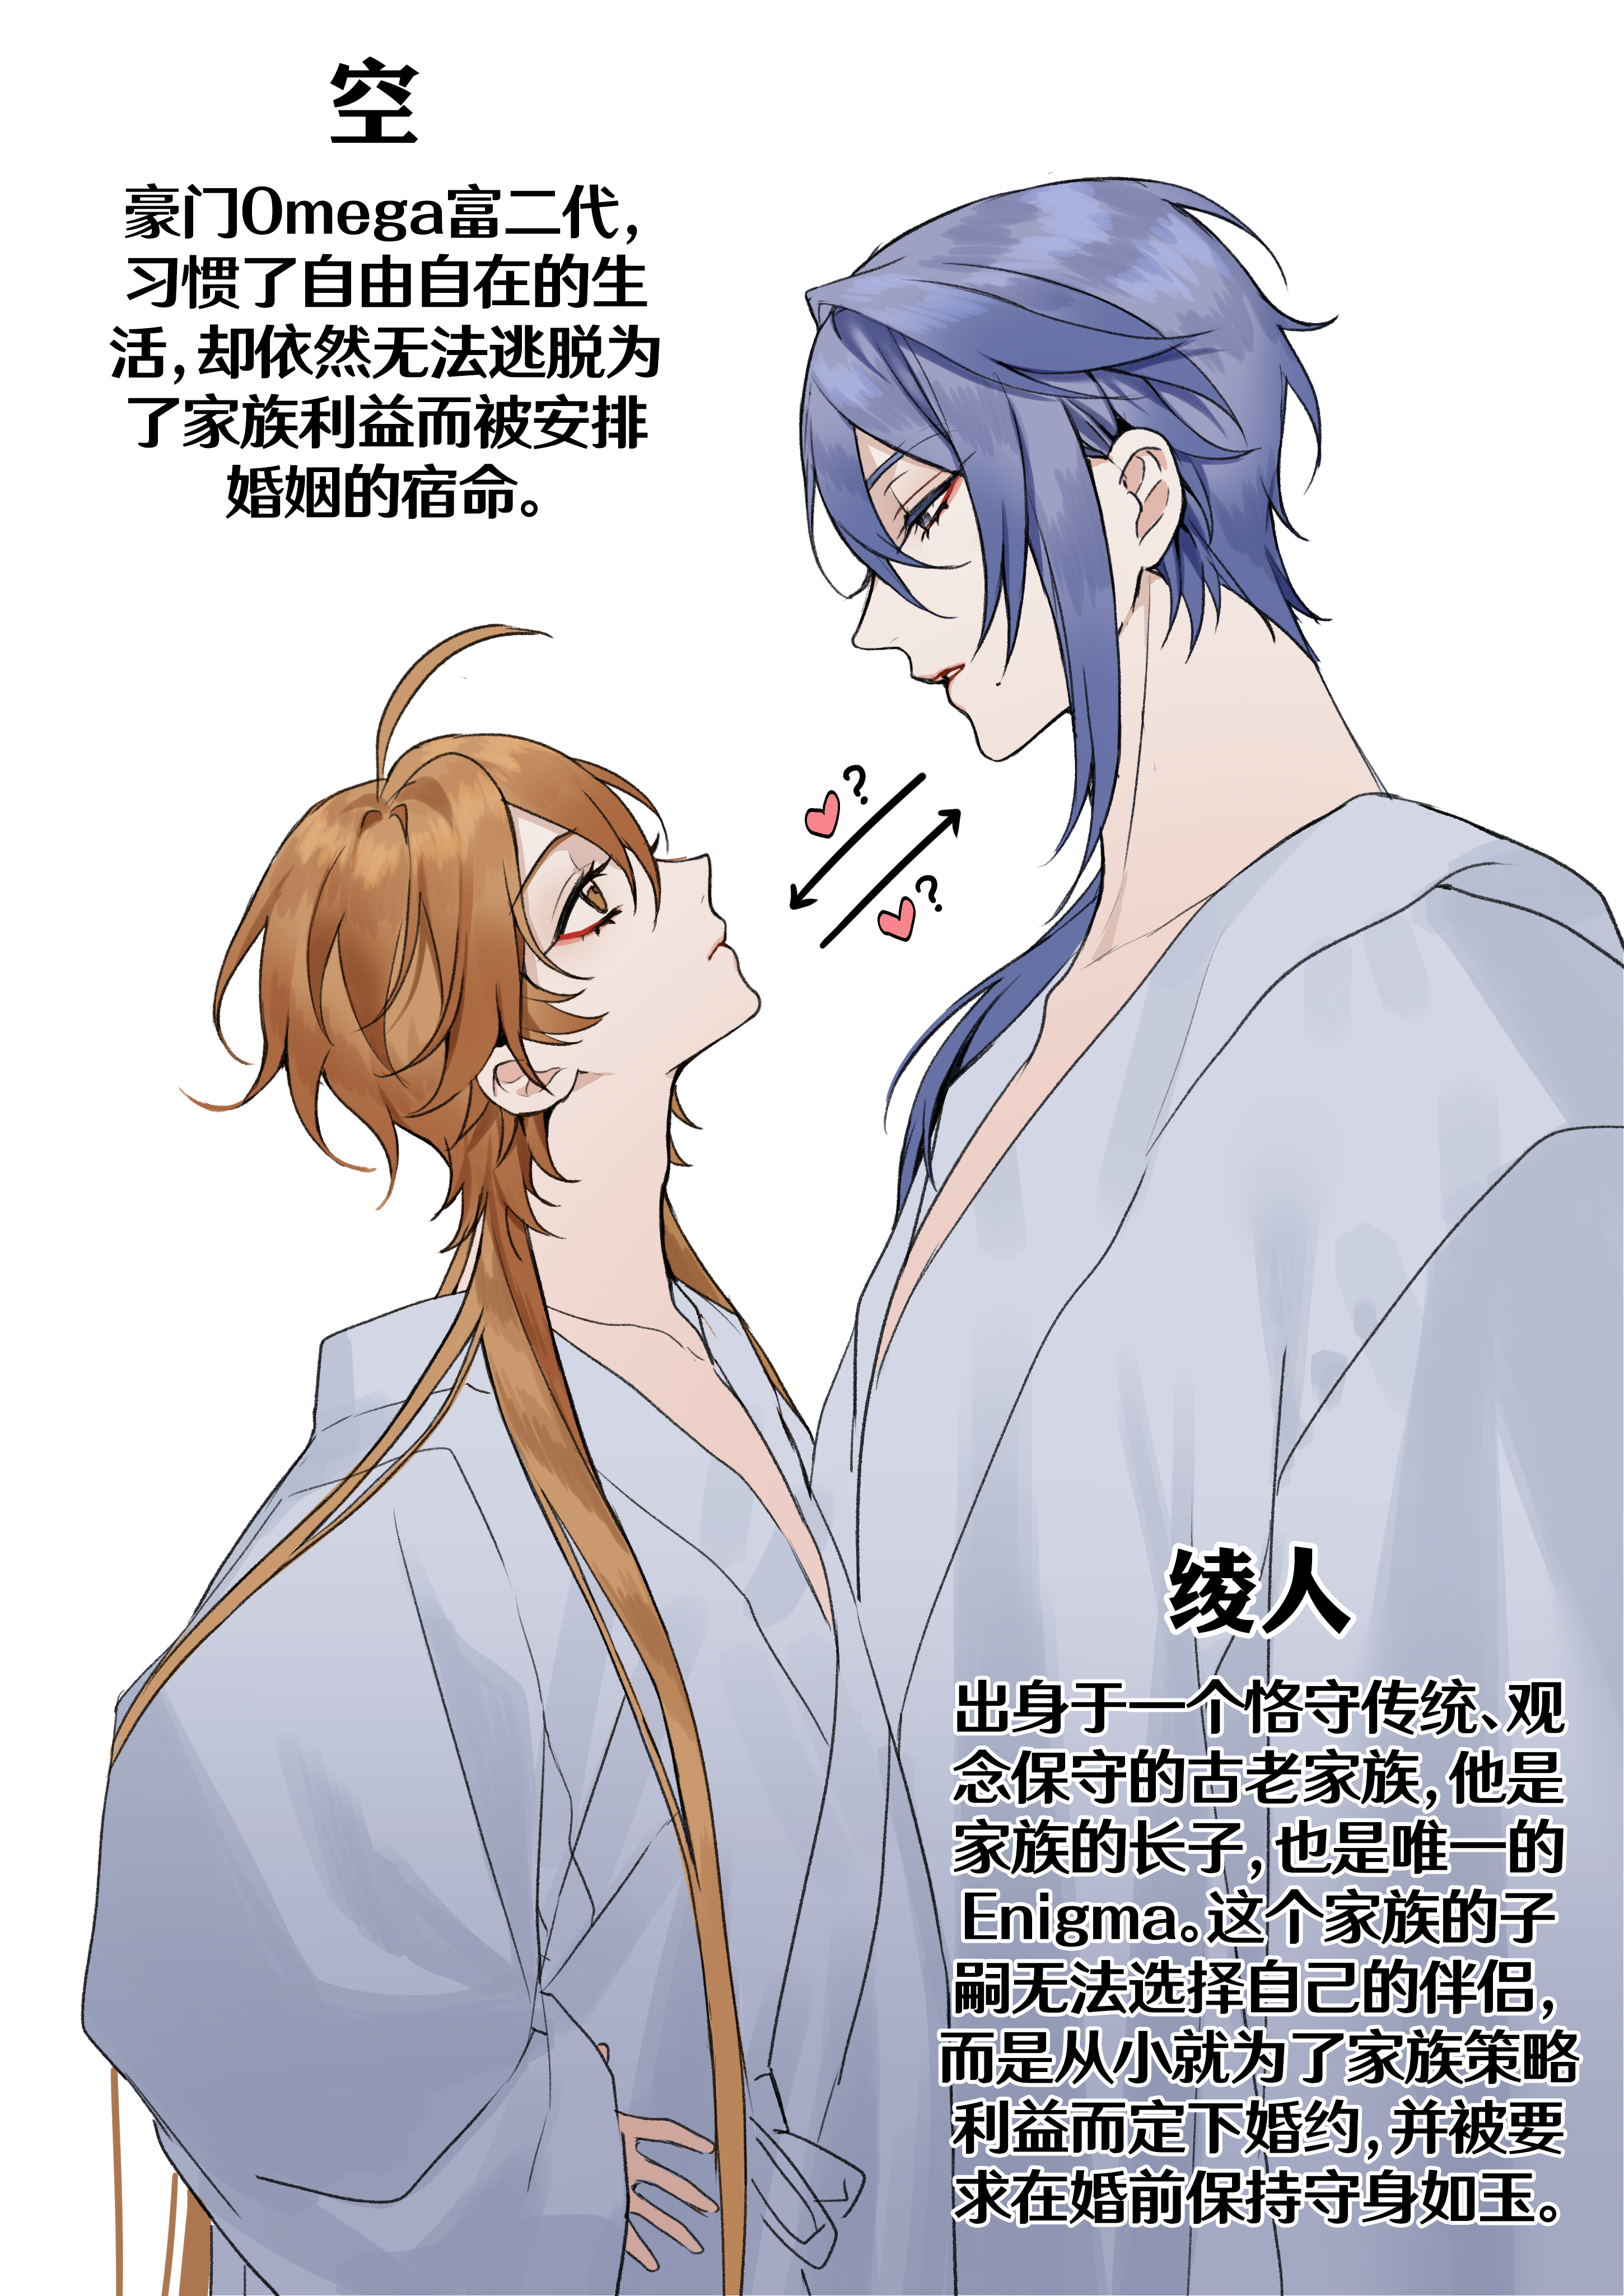 空
豪门Omega富二代，
习惯了自由自在的生
活，却依然无法逃脱为
了家族利益而被安排
婚姻的宿命。
?
?
绫人
出身于一个恪守传统、观
念保守的古老家族，他是
家族的长子，也是唯一的
Enigma。这个家族的子
嗣无法选择自己的伴侣，
而是从小就为了家族策略
利益而定下婚约，并被要
求在婚前保持守身如玉。